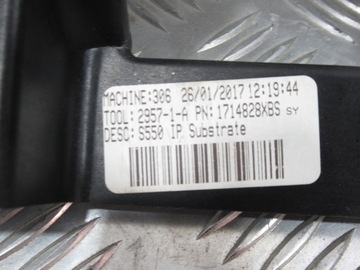 MACHINE:306 26/01/2017 12:19:44
TOOL: 2957-1-A PN:1714828XBS SY
DESC: S550 IP Substrate